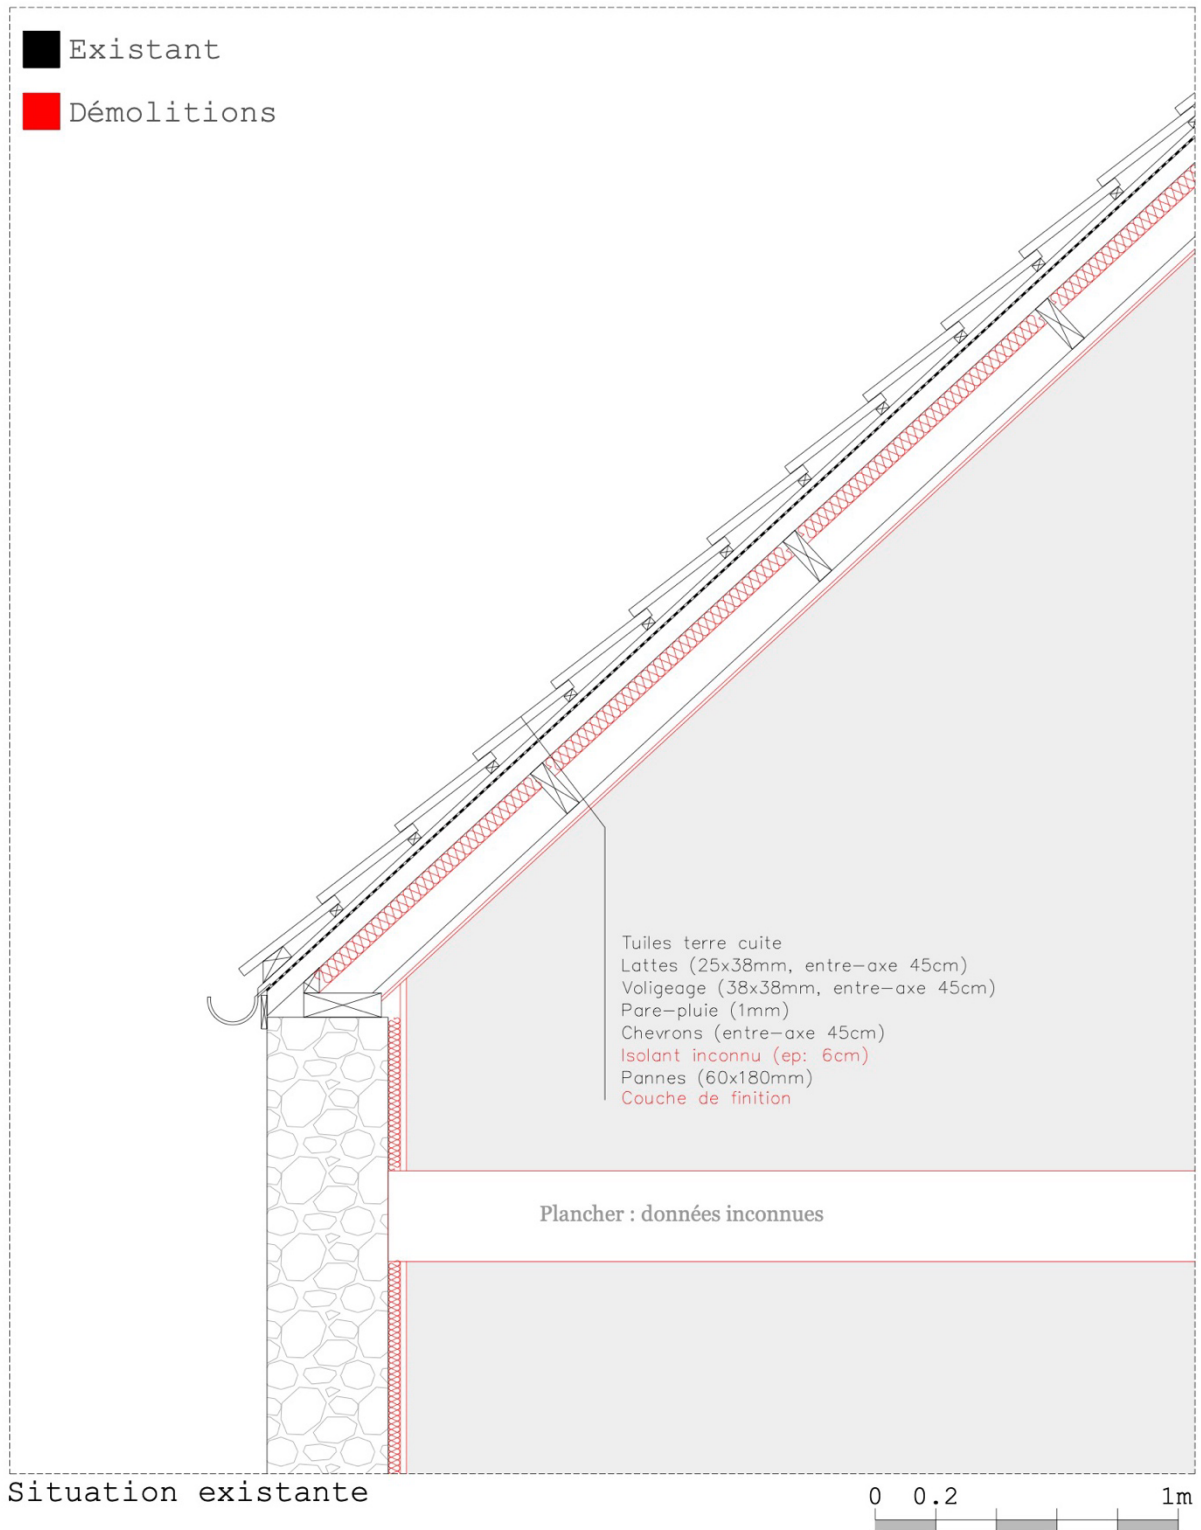 Existant
Démolitions
Tuiles terre cuite
Lattes (25x38mm, entre-axe 45cm)
Voligeage (38x38mm, entre-axe 45cm)
Pare-pluie (1mm)
Chevrons (entre-axe 45cm)
Isolant inconnu (ep: 6cm)
Pannes (60x180mm)
Couche de finition
Plancher : données inconnues
Situation existante
0 0.2 1m